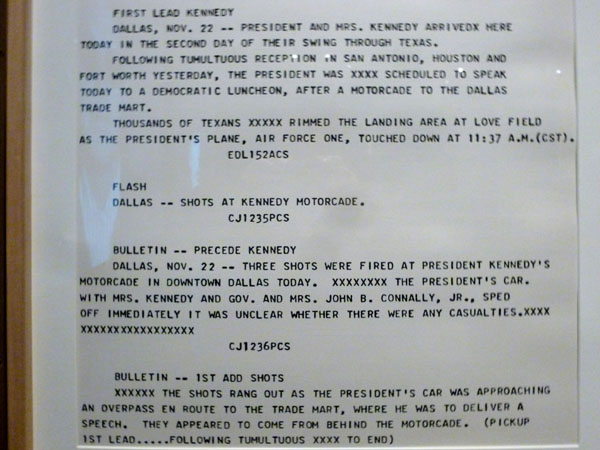 FIRST LEAD KENNEDY
DALLAS, NOV. 22 -- PRESIDENT AND MRS. KENNEDY ARRIVEDX HERE
TODAY IN THE SECOND DAY OF THEIR SWING THROUGH TEXAS.
FOLLOWING TUMULTUOUS RECEPTION IN SAN ANTONIO, HOUSTON AND
FORT WORTH YESTERDAY, THE PRESIDENT WAS XXXX SCHEDULED TO SPEAK
TODAY TO A DEMOCRATIC LUNCHEON, AFTER A MOTORCADE TO THE DALLAS
TRADE MART.
THOUSANDS OF TEXANS XXXXX RIMMED THE LANDING AREA AT LOVE FIELD
AS THE PRESIDENT'S PLANE, AIR FORCE ONE, TOUCHED DOWN AT 11:37 A.M.(CST).
EDL152ACS
FLASH
DALLAS -- SHOTS AT KENNEDY MOTORCADE.
CJ1235PCS
BULLETIN -- PRECEDE KENNEDY
DALLAS, NOV. 22 -- THREE SHOTS WERE FIRED AT PRESIDENT KENNEDY'S
MOTORCADE IN DOWNTOWN DALLAS TODAY. XXXXXXXX THE PRESIDENT'S CAR.
WITH MRS. KENNEDY AND GOV. AND MRS. JOHN B. CONNALLY, JR., SPED
OFF IMMEDIATELY IT WAS UNCLEAR WHETHER THERE WERE ANY CASUALTIES.XXXX
XXXXXXXXXXXXXXXXX
CJ1236PCS
BULLETIN -- 1ST ADD SHOTS
XXXXXX THE SHOTS RANG OUT AS THE PRESIDENT'S CAR WAS APPROACHING
AN OVERPASS EN ROUTE TO THE TRADE MART, WHERE HE WAS TO DELIVER A
SPEECH. THEY APPEARED TO COME FROM BEHIND THE MOTORCADE. (PICKUP
1ST LEAD.....FOLLOWING TUMULTUOUS XXXX TO END)